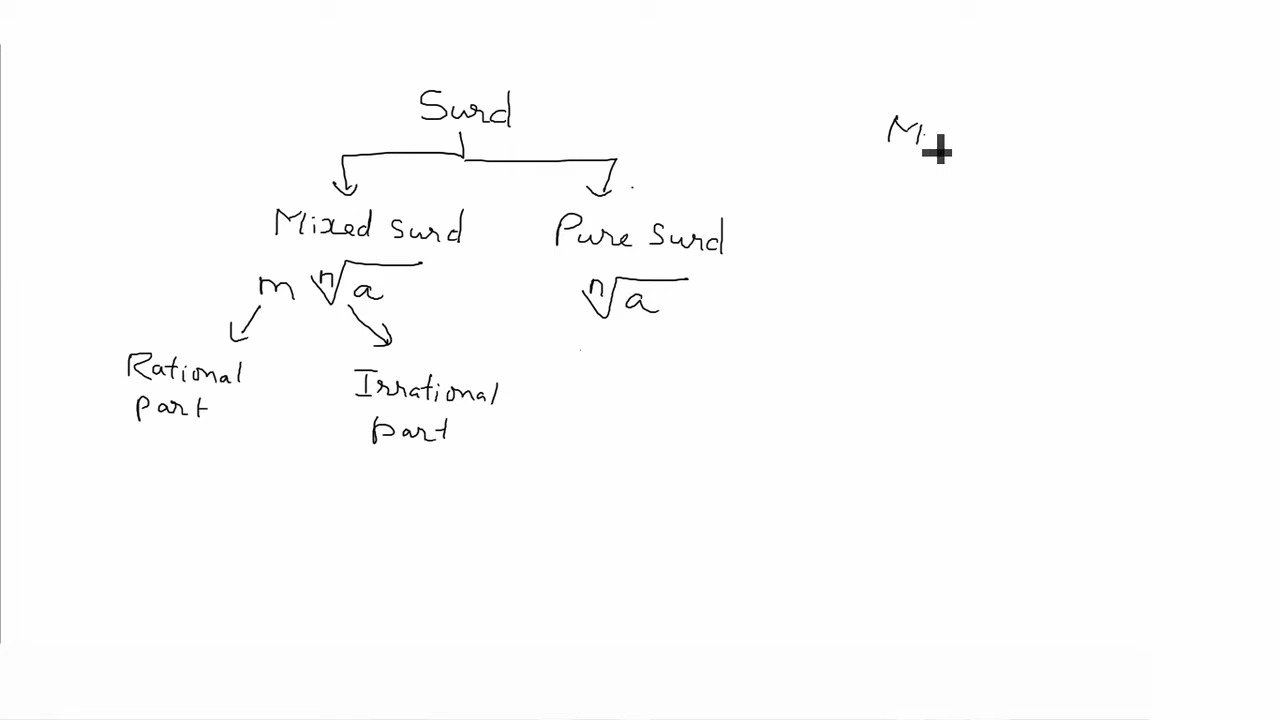 Surd
M
Mixed Surd
Pure Surd
m ⁿ√a
ⁿ√a
Rational
part
Irrational
part